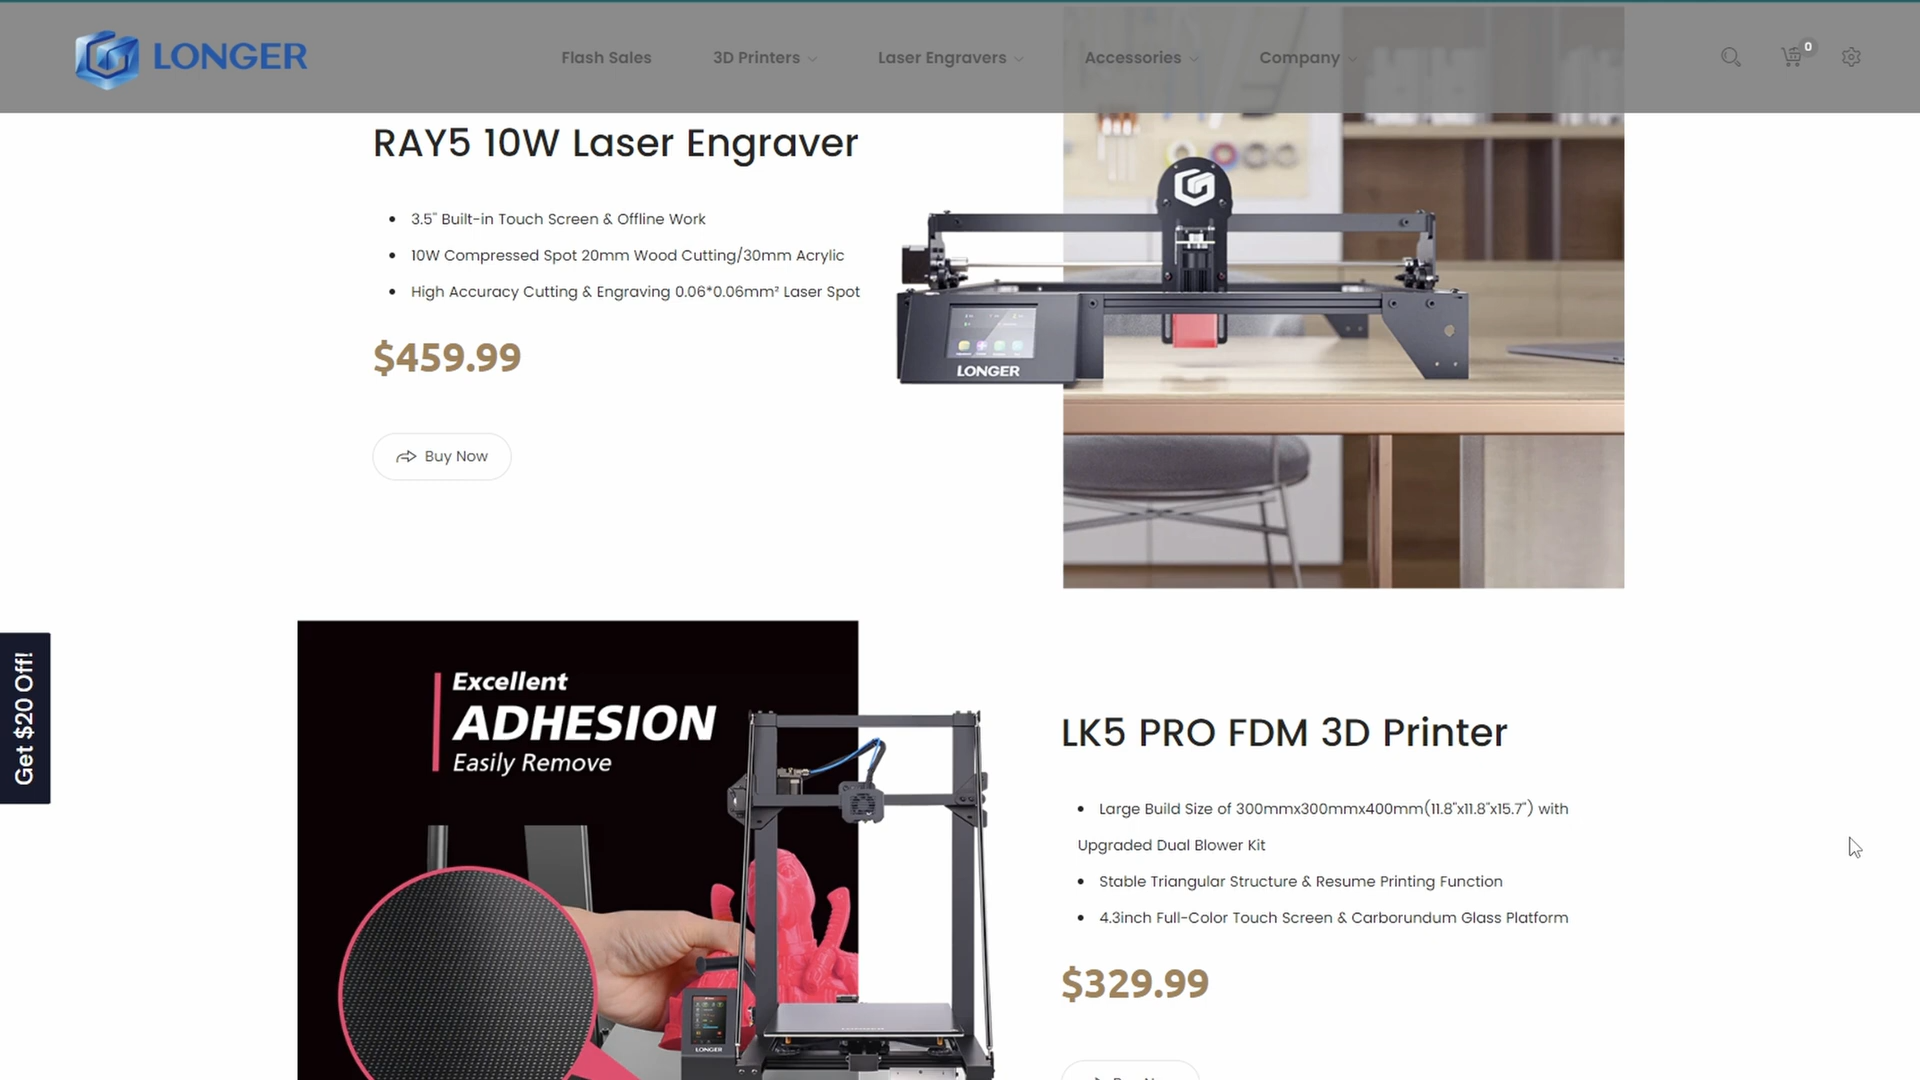 LONGER
Flash Sales
3D Printers
Laser Engravers
Accessories
Company
0
RAY5 10W Laser Engraver
3.5" Built-in Touch Screen & Offline Work
10W Compressed Spot 20mm Wood Cutting/30mm Acrylic
High Accuracy Cutting & Engraving 0.06*0.06mm² Laser Spot
$459.99
Buy Now
LONGER
Get $20 Off!
Excellent
ADHESION
Easily Remove
LONGER
LK5 PRO FDM 3D Printer
Large Build Size of 300mmx300mmx400mm(11.8"x11.8"x15.7") with
Upgraded Dual Blower Kit
Stable Triangular Structure & Resume Printing Function
4.3inch Full-Color Touch Screen & Carborundum Glass Platform
$329.99